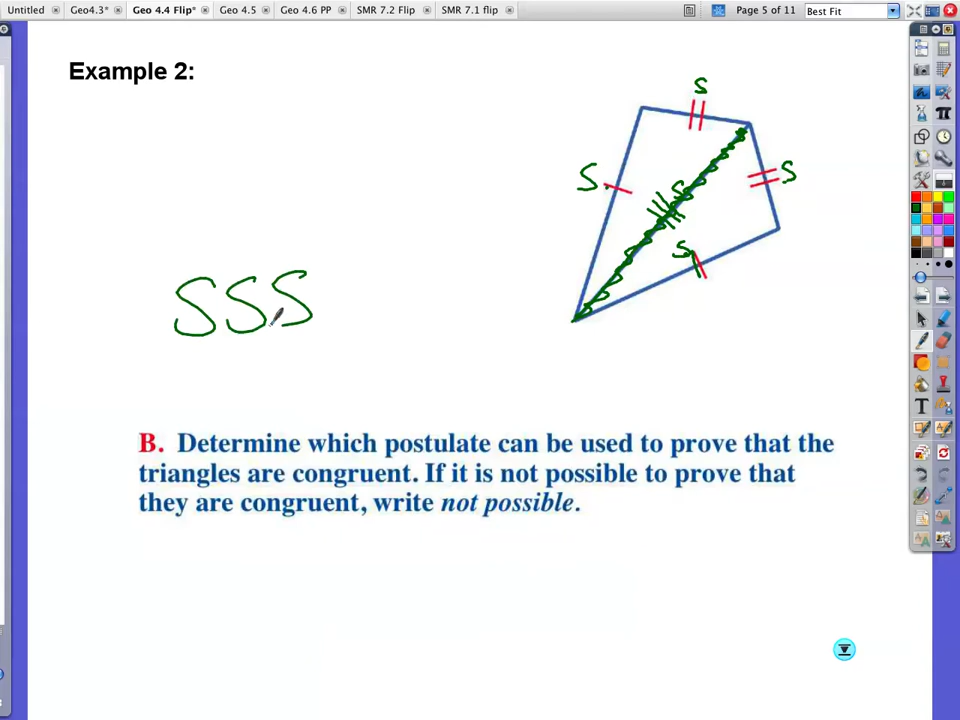 Untitled Geo4.3* Geo 4.4 Flip* Geo 4.5 Geo 4.6 PP SMR 7.2 Flip SMR 7.1 flip Page 5 of 11 Best Fit
Example 2:
S
S
S
S
S
SSS
B. Determine which postulate can be used to prove that the
triangles are congruent. If it is not possible to prove that
they are congruent, write not possible.